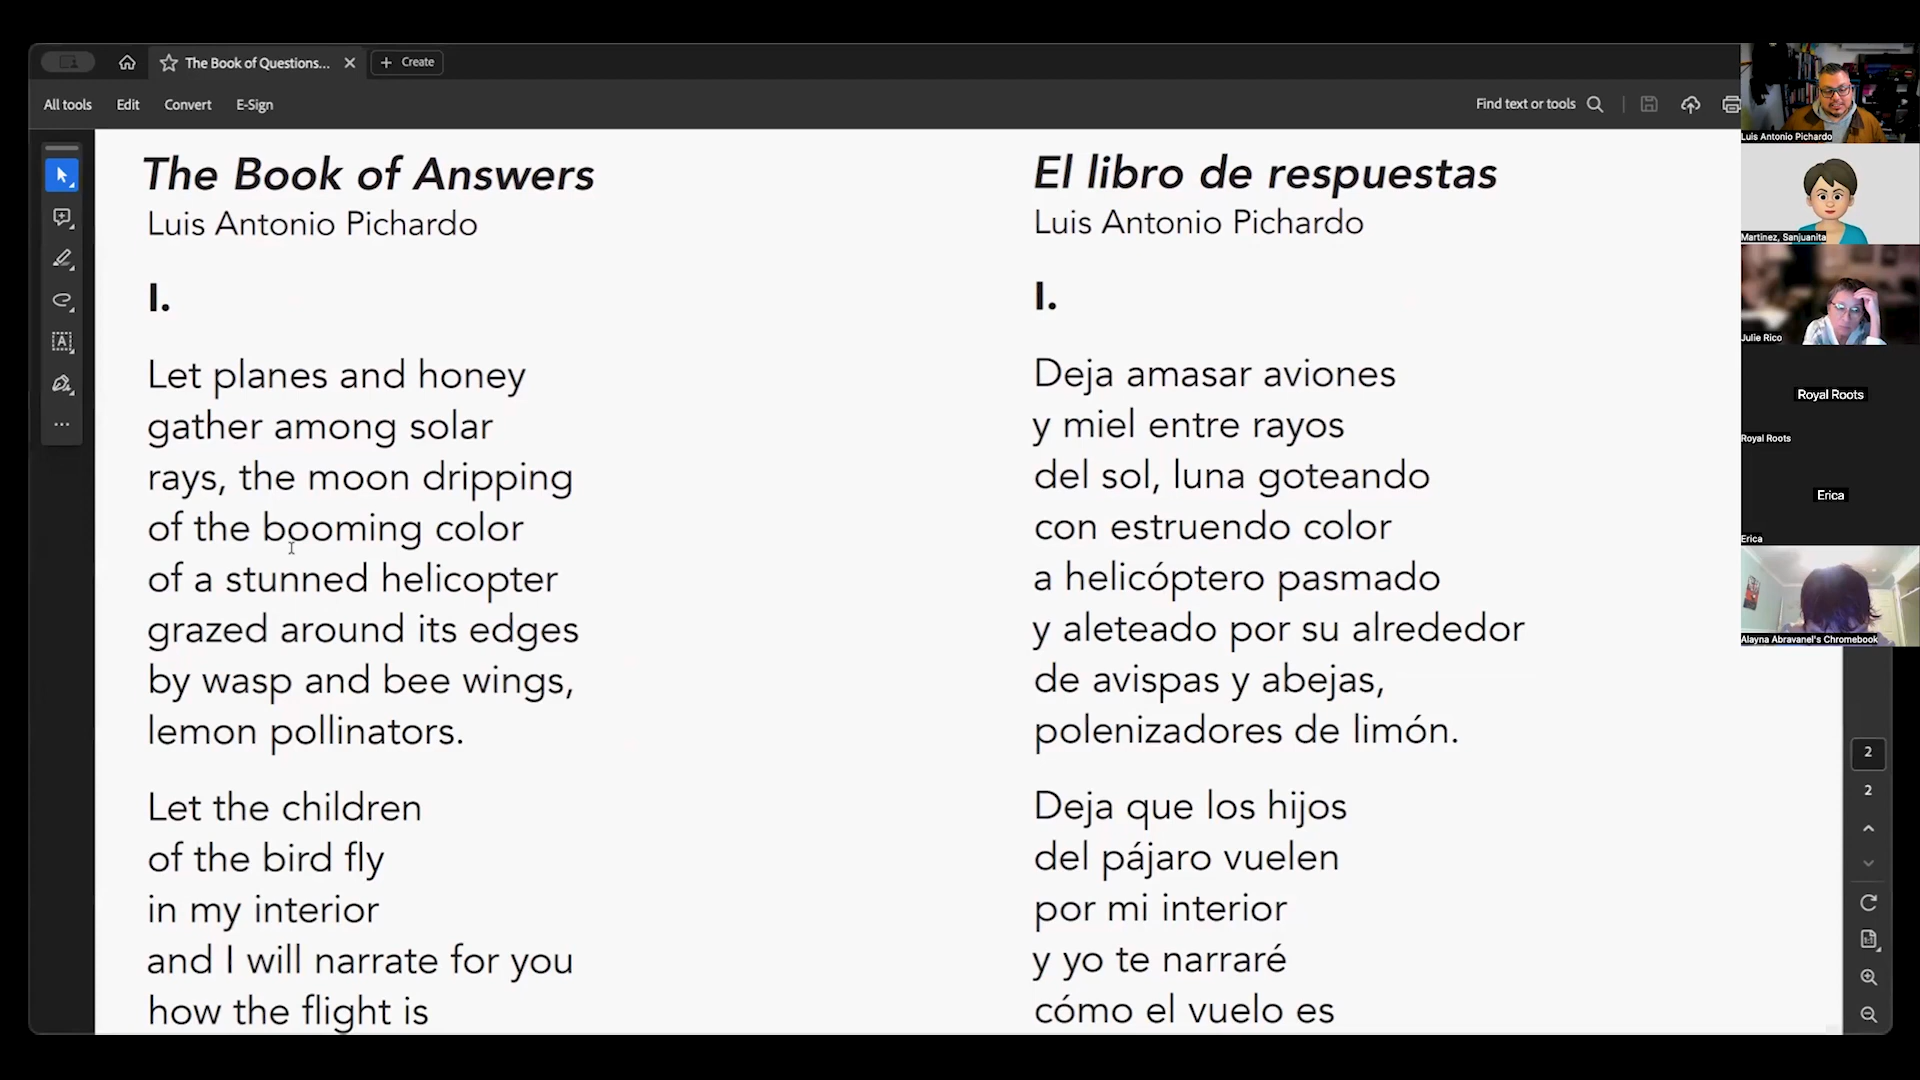 The Book of Questions...
Create
All tools
Edit
Convert
E-Sign
Find text or tools
The Book of Answers
Luis Antonio Pichardo
I.
Let planes and honey
gather among solar
rays, the moon dripping
of the booming color
of a stunned helicopter
grazed around its edges
by wasp and bee wings,
lemon pollinators.
Let the children
of the bird fly
in my interior
and I will narrate for you
how the flight is
El libro de respuestas
Luis Antonio Pichardo
I.
Deja amasar aviones
y miel entre rayos
del sol, luna goteando
con estruendo color
a helicóptero pasmado
y aleteado por su alrededor
de avispas y abejas,
polenizadores de limón.
Deja que los hijos
del pájaro vuelen
por mi interior
y yo te narraré
cómo el vuelo es
Luis Antonio Pichardo
Martinez, Sanjuanita
Julie Rico
Royal Roots
Royal Roots
Erica
Erica
Alayna Abravanel's Chromebook
2
2